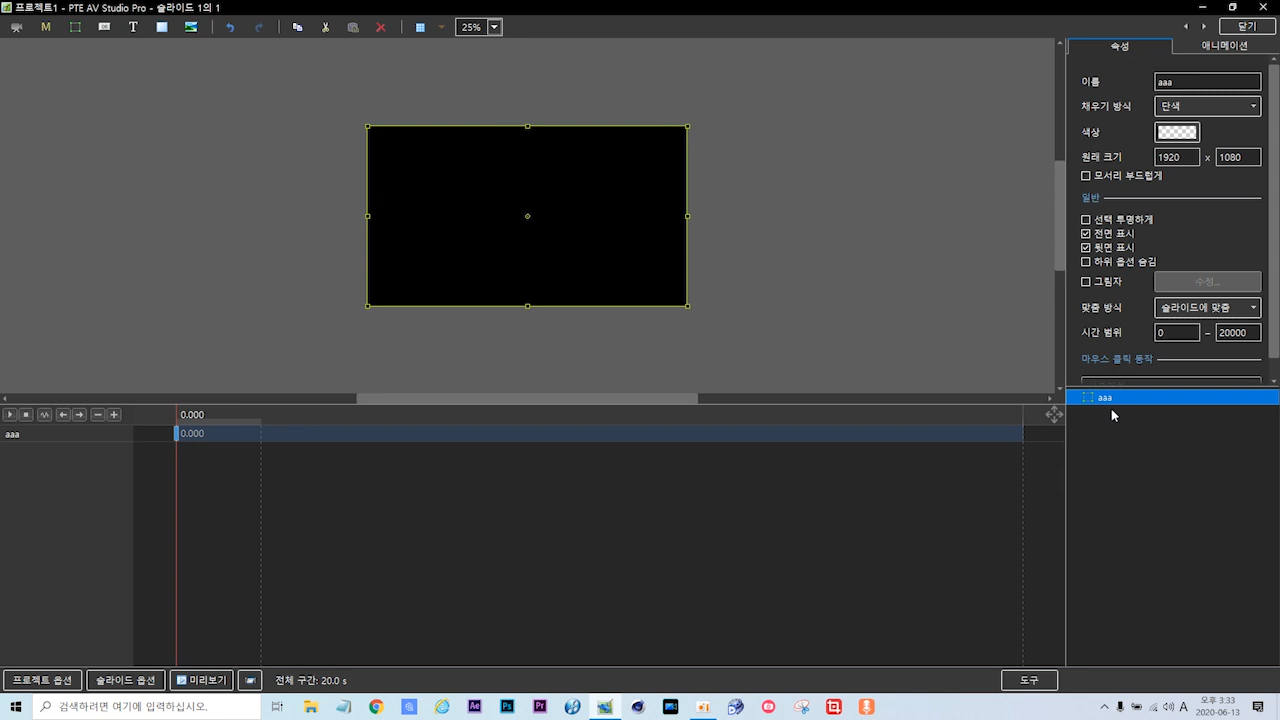 프로젝트1 - PTE AV Studio Pro - 슬라이드 1의 1
M
OK
T
25%
닫기
속성
애니메이션
이름
aaa
채우기 방식
단색
색상
원래 크기
1920
x
1080
모서리 부드럽게
일반
선택 투명하게
전면 표시
뒷면 표시
하위 옵션 숨김
그림자
수정...
맞춤 방식
슬라이드에 맞춤
시간 범위
0
–
20000
마우스 클릭 동작
aaa
0.000
aaa
0.000
프로젝트 옵션
슬라이드 옵션
미리보기
전체 구간: 20.0 s
도구
검색하려면 여기에 입력하십시오.
Ae
Ps
Pr
A
오후 3:33
2020-06-13